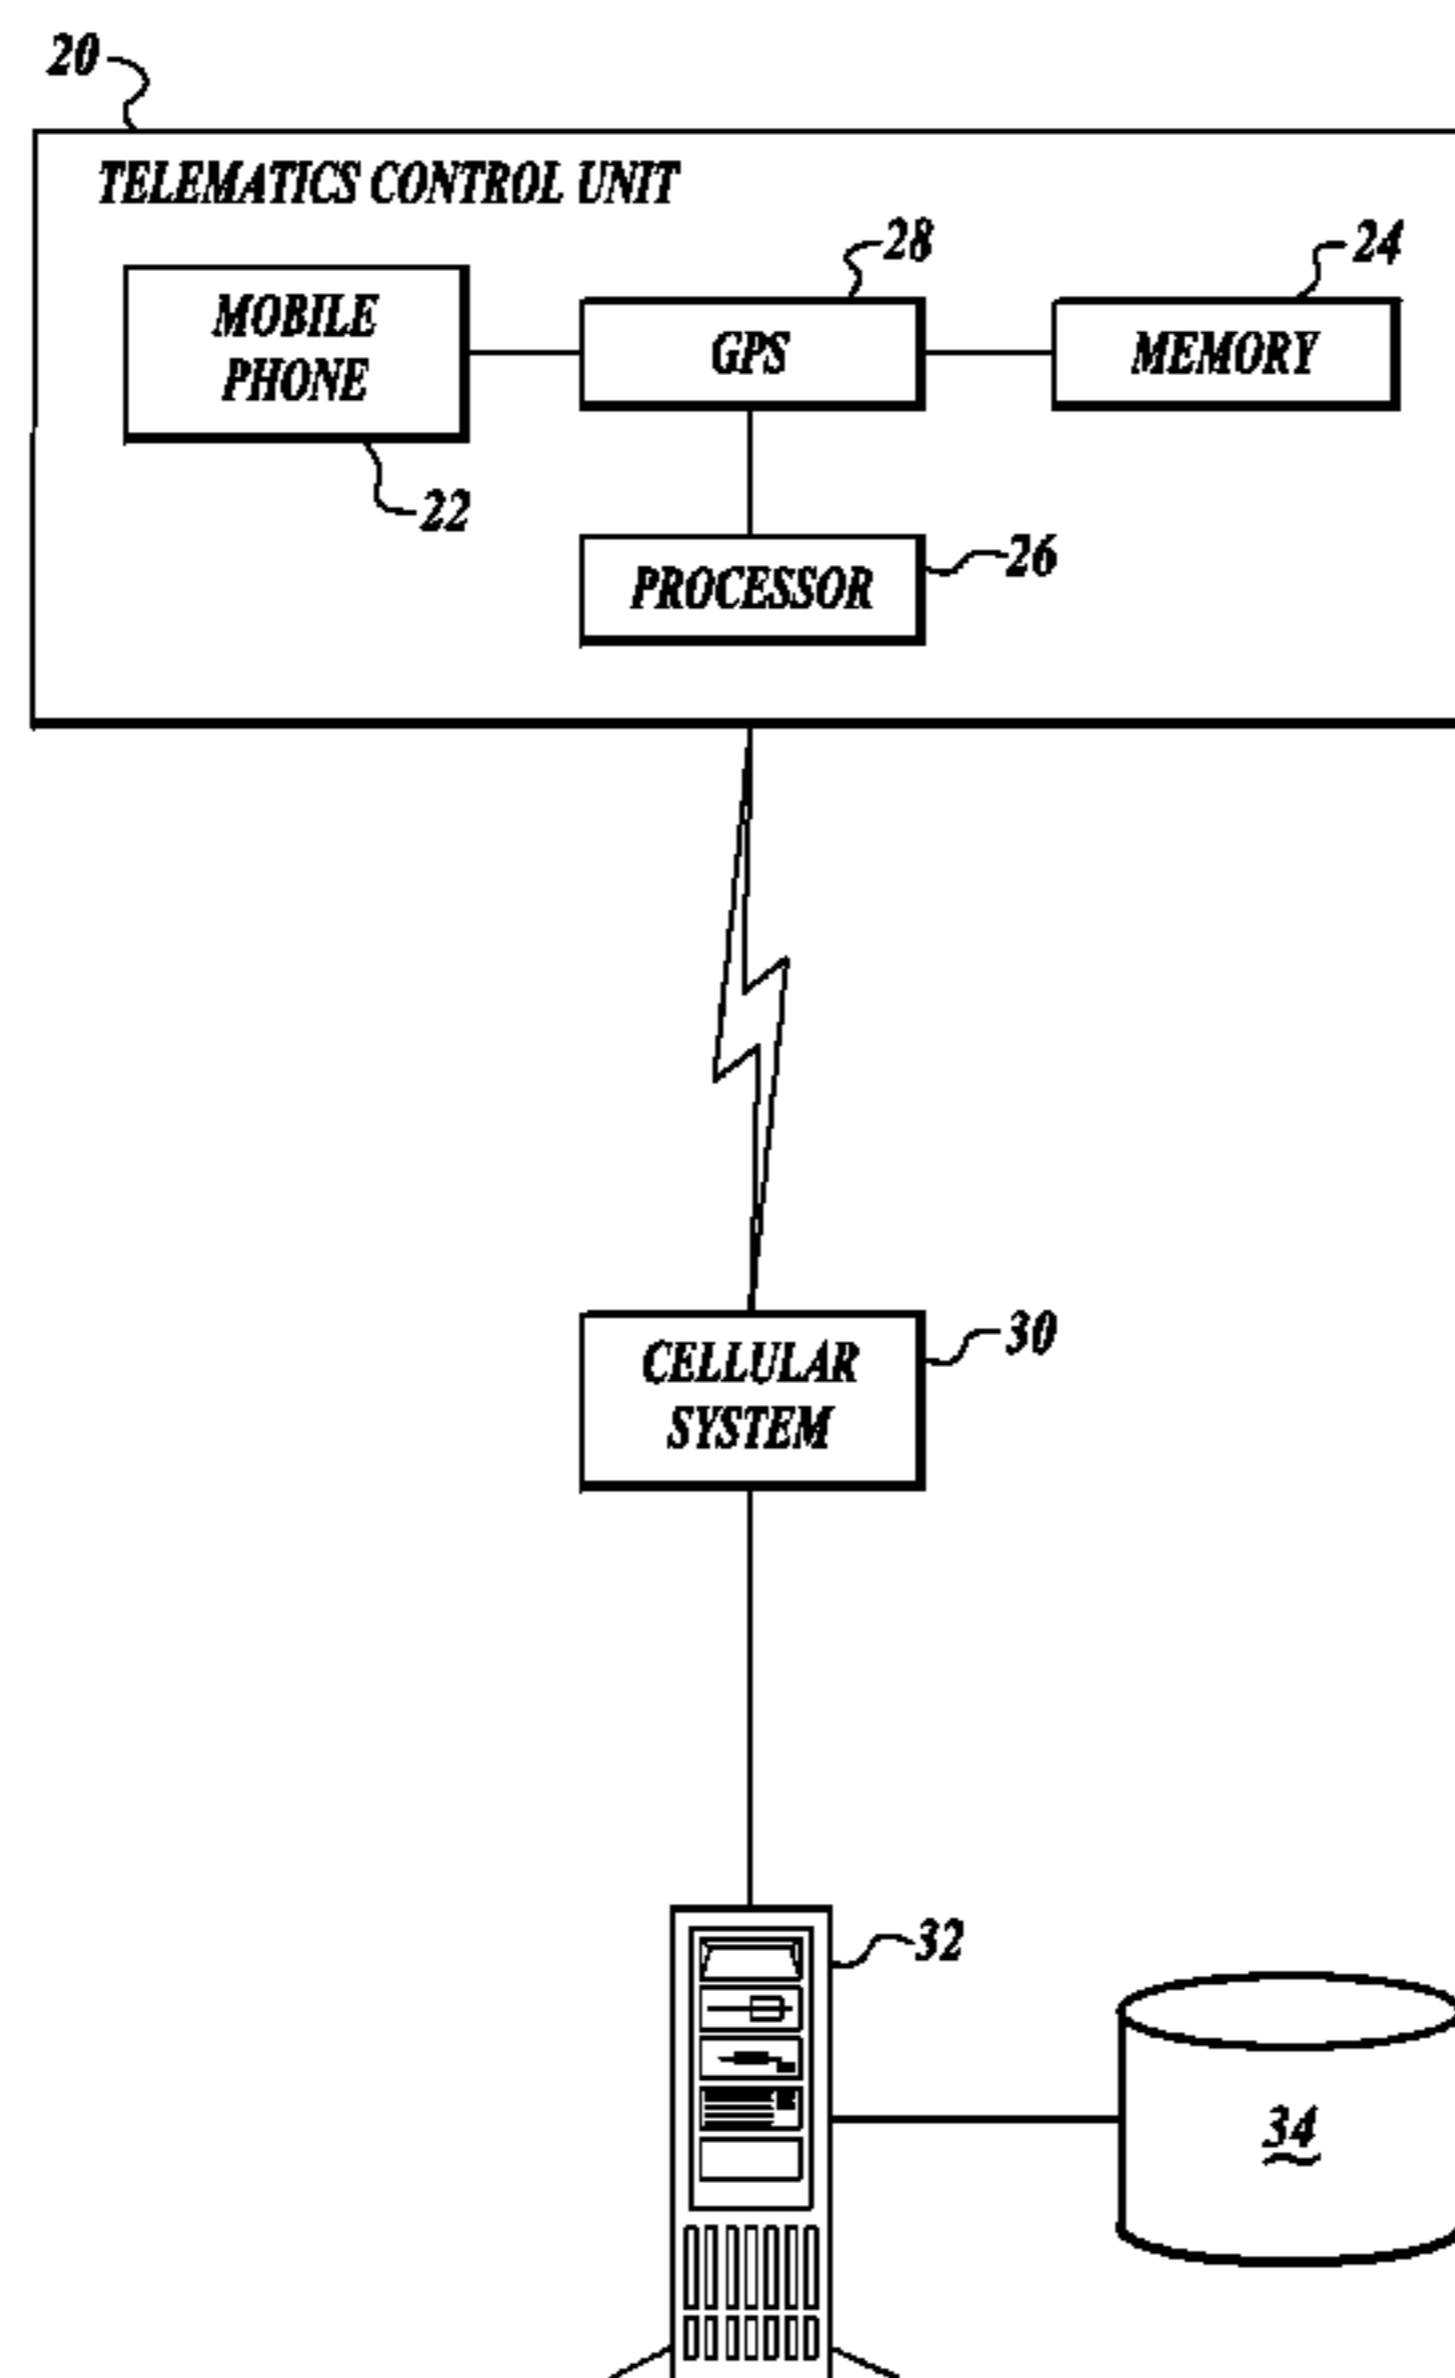 20
TELEMATICS CONTROL UNIT
28
24
MOBILE
PHONE
GPS
MEMORY
22
26
PROCESSOR
30
CELLULAR
SYSTEM
32
34